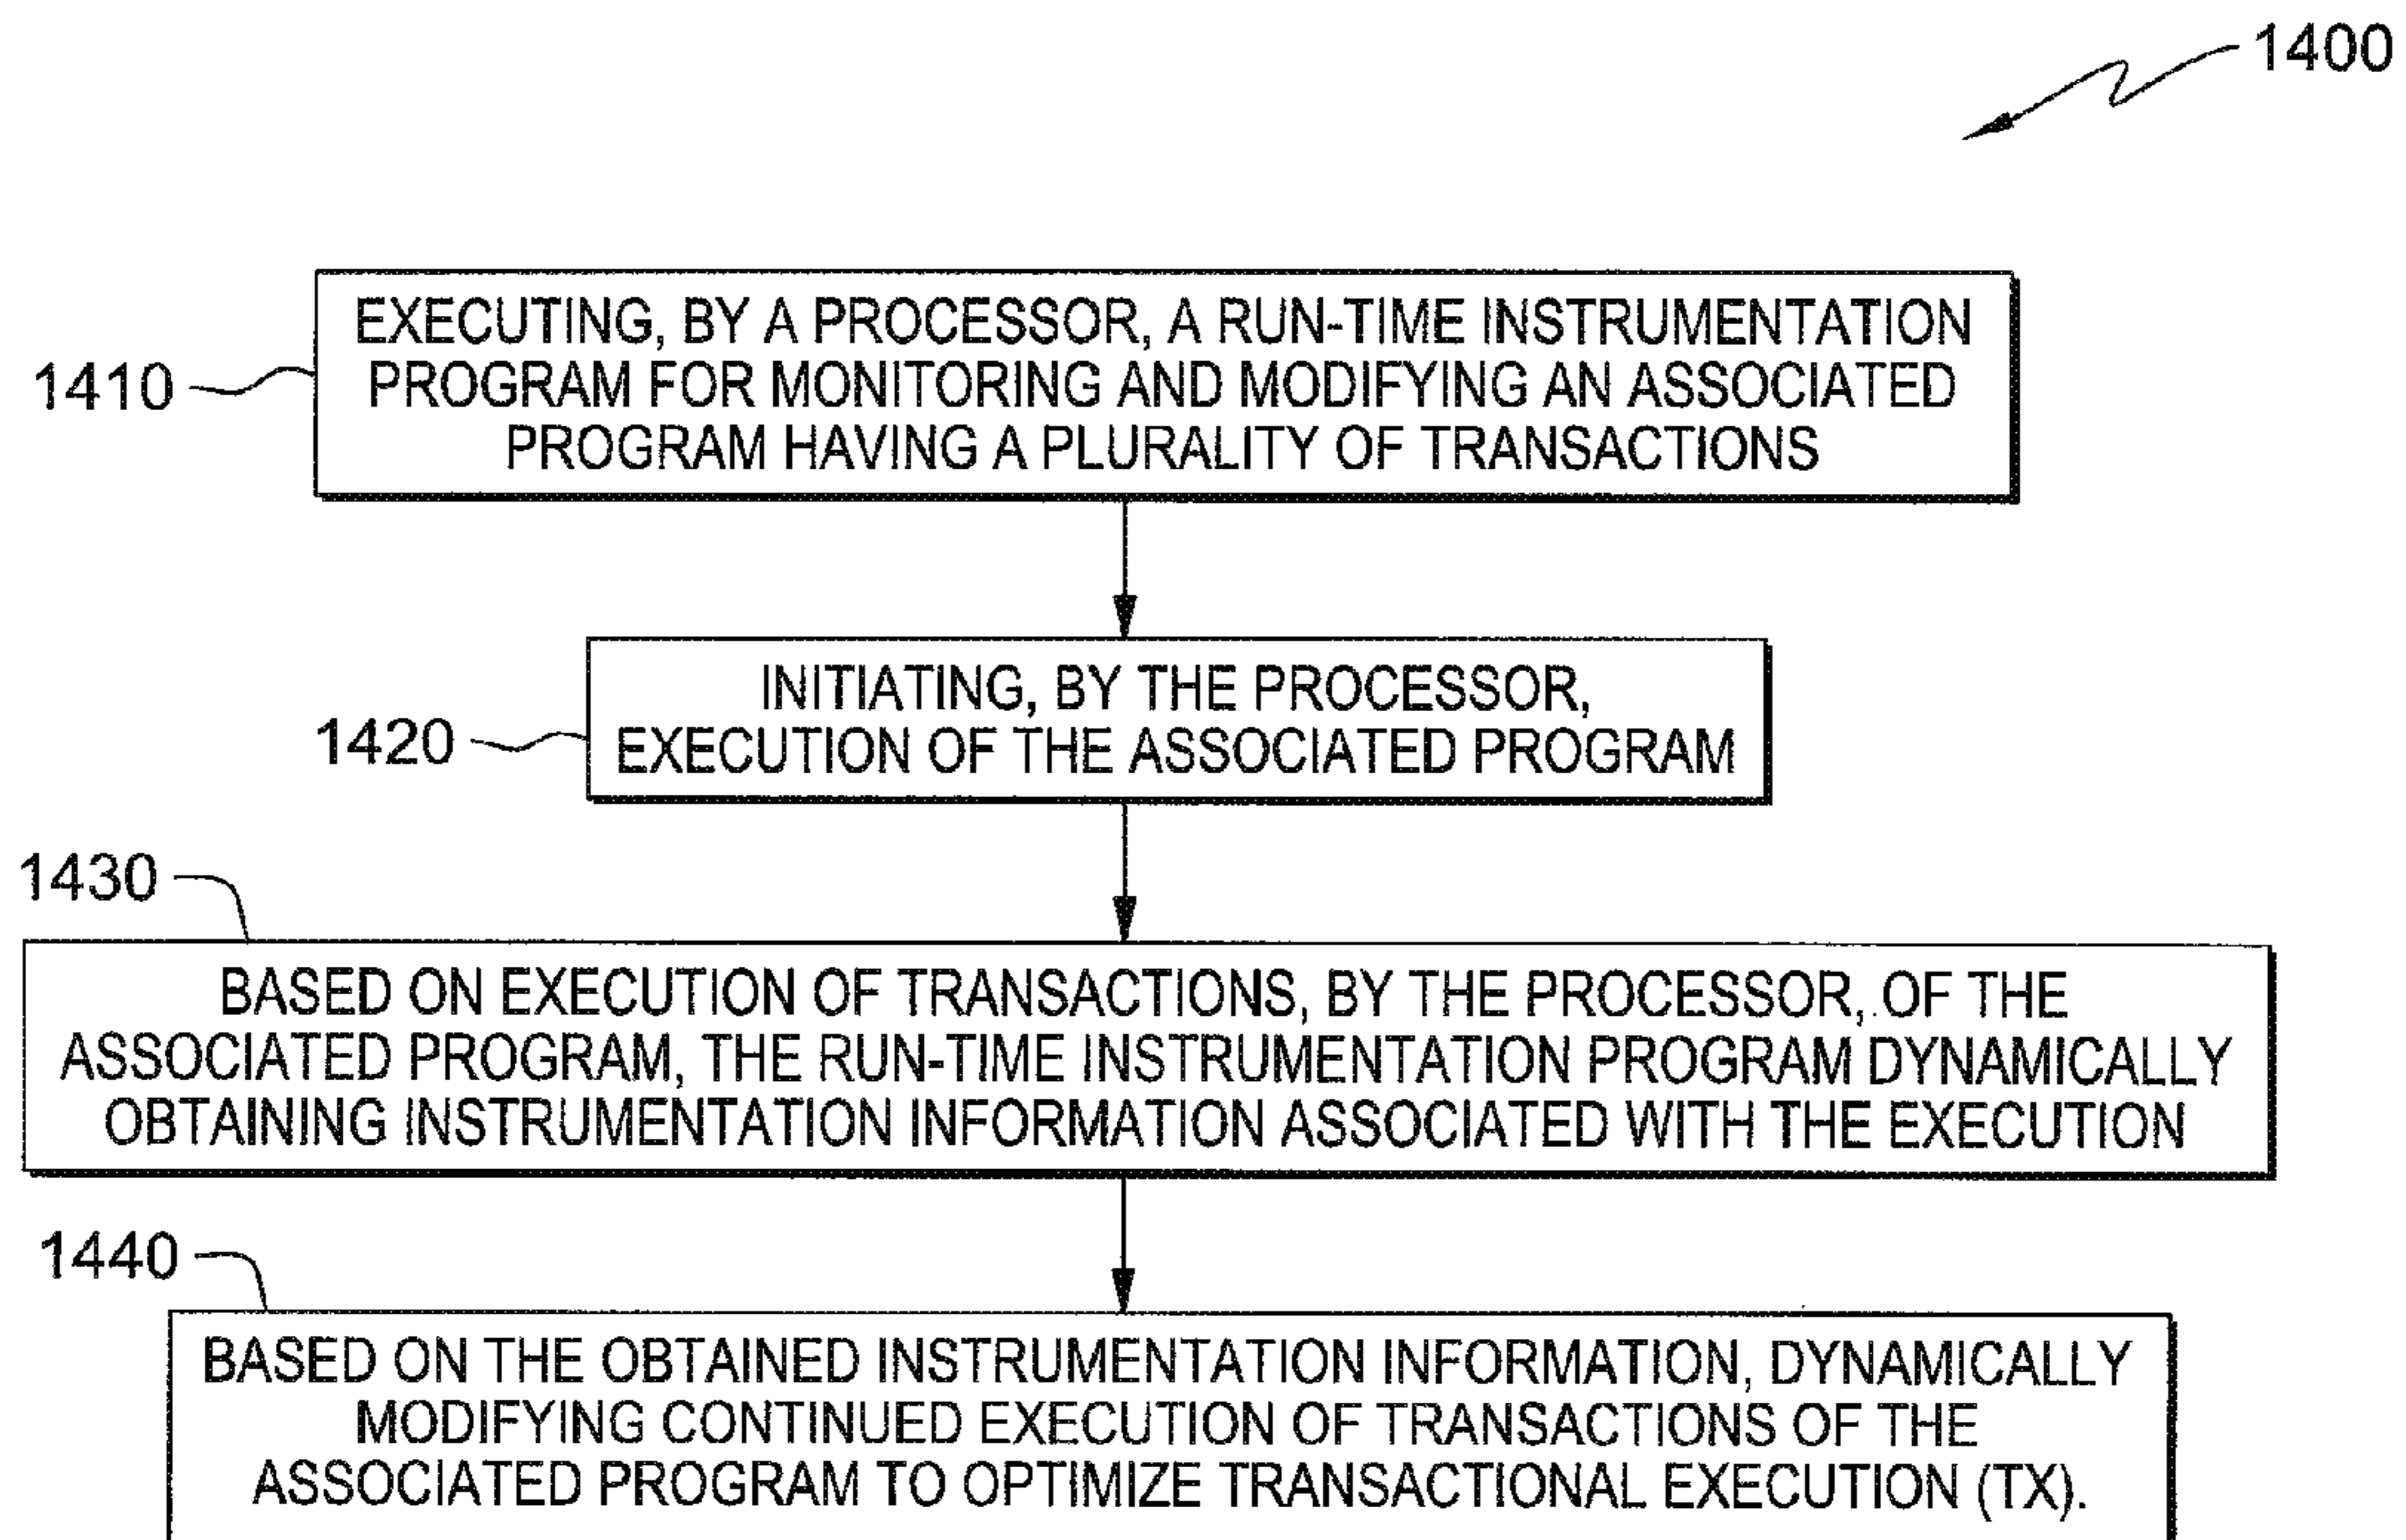 1400
EXECUTING, BY A PROCESSOR, A RUN-TIME INSTRUMENTATION
PROGRAM FOR MONITORING AND MODIFYING AN ASSOCIATED
PROGRAM HAVING A PLURALITY OF TRANSACTIONS
1410
INITIATING, BY THE PROCESSOR,
EXECUTION OF THE ASSOCIATED PROGRAM
1420
1430
BASED ON EXECUTION OF TRANSACTIONS, BY THE PROCESSOR, OF THE
ASSOCIATED PROGRAM, THE RUN-TIME INSTRUMENTATION PROGRAM DYNAMICALLY
OBTAINING INSTRUMENTATION INFORMATION ASSOCIATED WITH THE EXECUTION
1440
BASED ON THE OBTAINED INSTRUMENTATION INFORMATION, DYNAMICALLY
MODIFYING CONTINUED EXECUTION OF TRANSACTIONS OF THE
ASSOCIATED PROGRAM TO OPTIMIZE TRANSACTIONAL EXECUTION (TX).